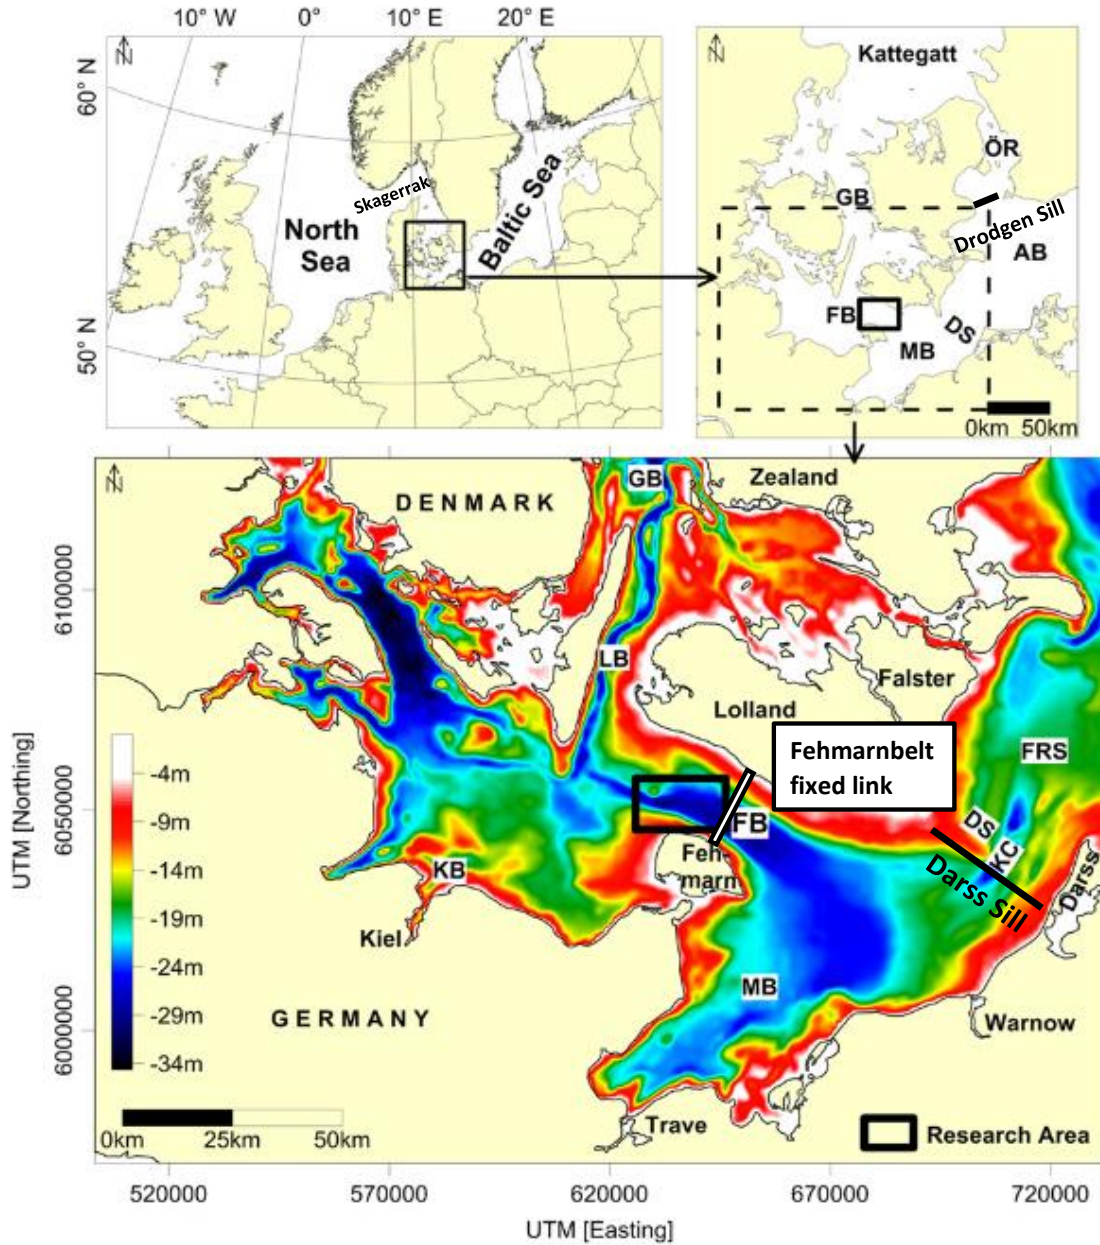 10° W
0°
10° E
20° E
60° N
50° N
N
Skagerrak
North
Sea
Baltic Sea
N
Kattegatt
ÖR
GB
Drodgen Sill
AB
FB
DS
MB
0km 50km
N
DENMARK
GB
Zealand
LB
Falster
Lolland
Fehmarnbelt
fixed link
FRS
FB
DS
KC
Feh-
marn
Darss Sill
Darss
KB
Kiel
MB
GERMANY
Warnow
Trave
-4m
-9m
-14m
-19m
-24m
-29m
-34m
0km 25km 50km
Research Area
6100000
6050000
6000000
UTM [Northing]
520000 570000 620000 670000 720000
UTM [Easting]